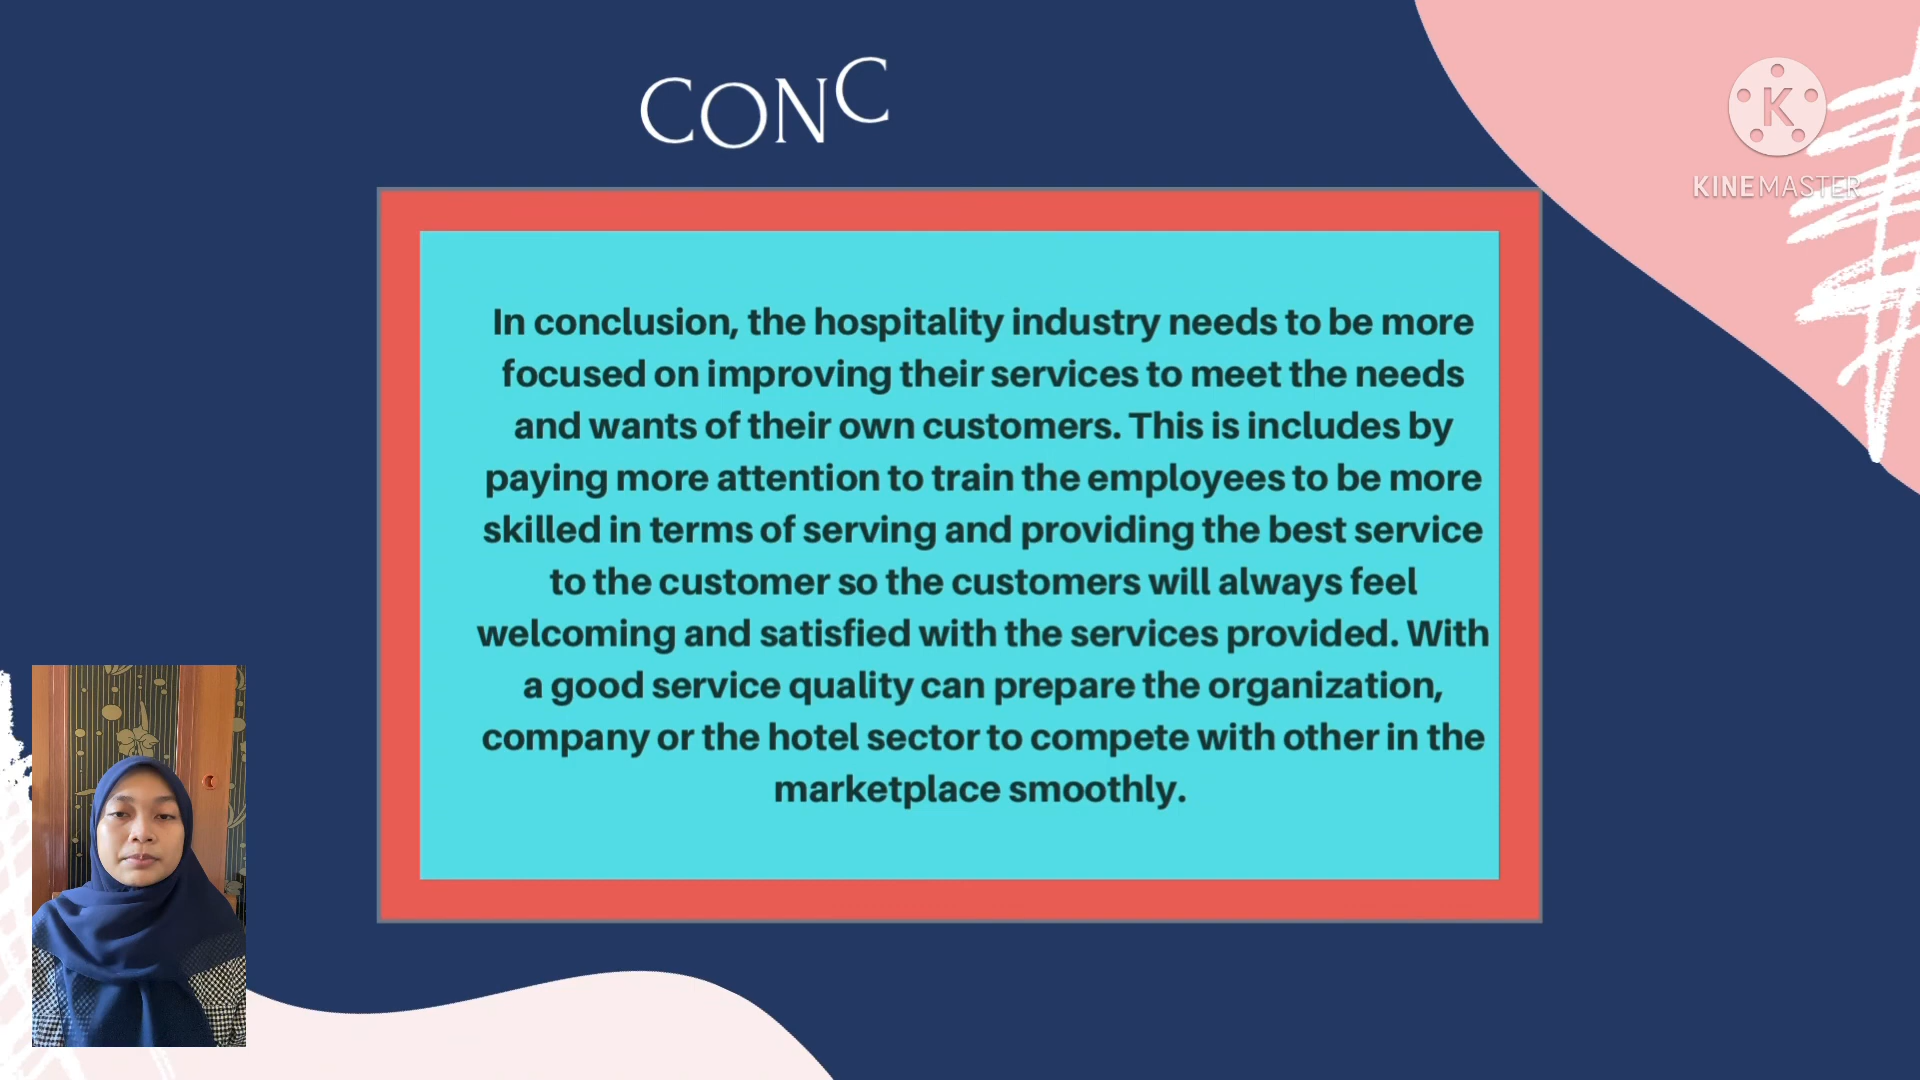 CONC
K
KINEMASTER
In conclusion, the hospitality industry needs to be more
focused on improving their services to meet the needs
and wants of their own customers. This is includes by
paying more attention to train the employees to be more
skilled in terms of serving and providing the best service
to the customer so the customers will always feel
welcoming and satisfied with the services provided. With
a good service quality can prepare the organization,
company or the hotel sector to compete with other in the
marketplace smoothly.